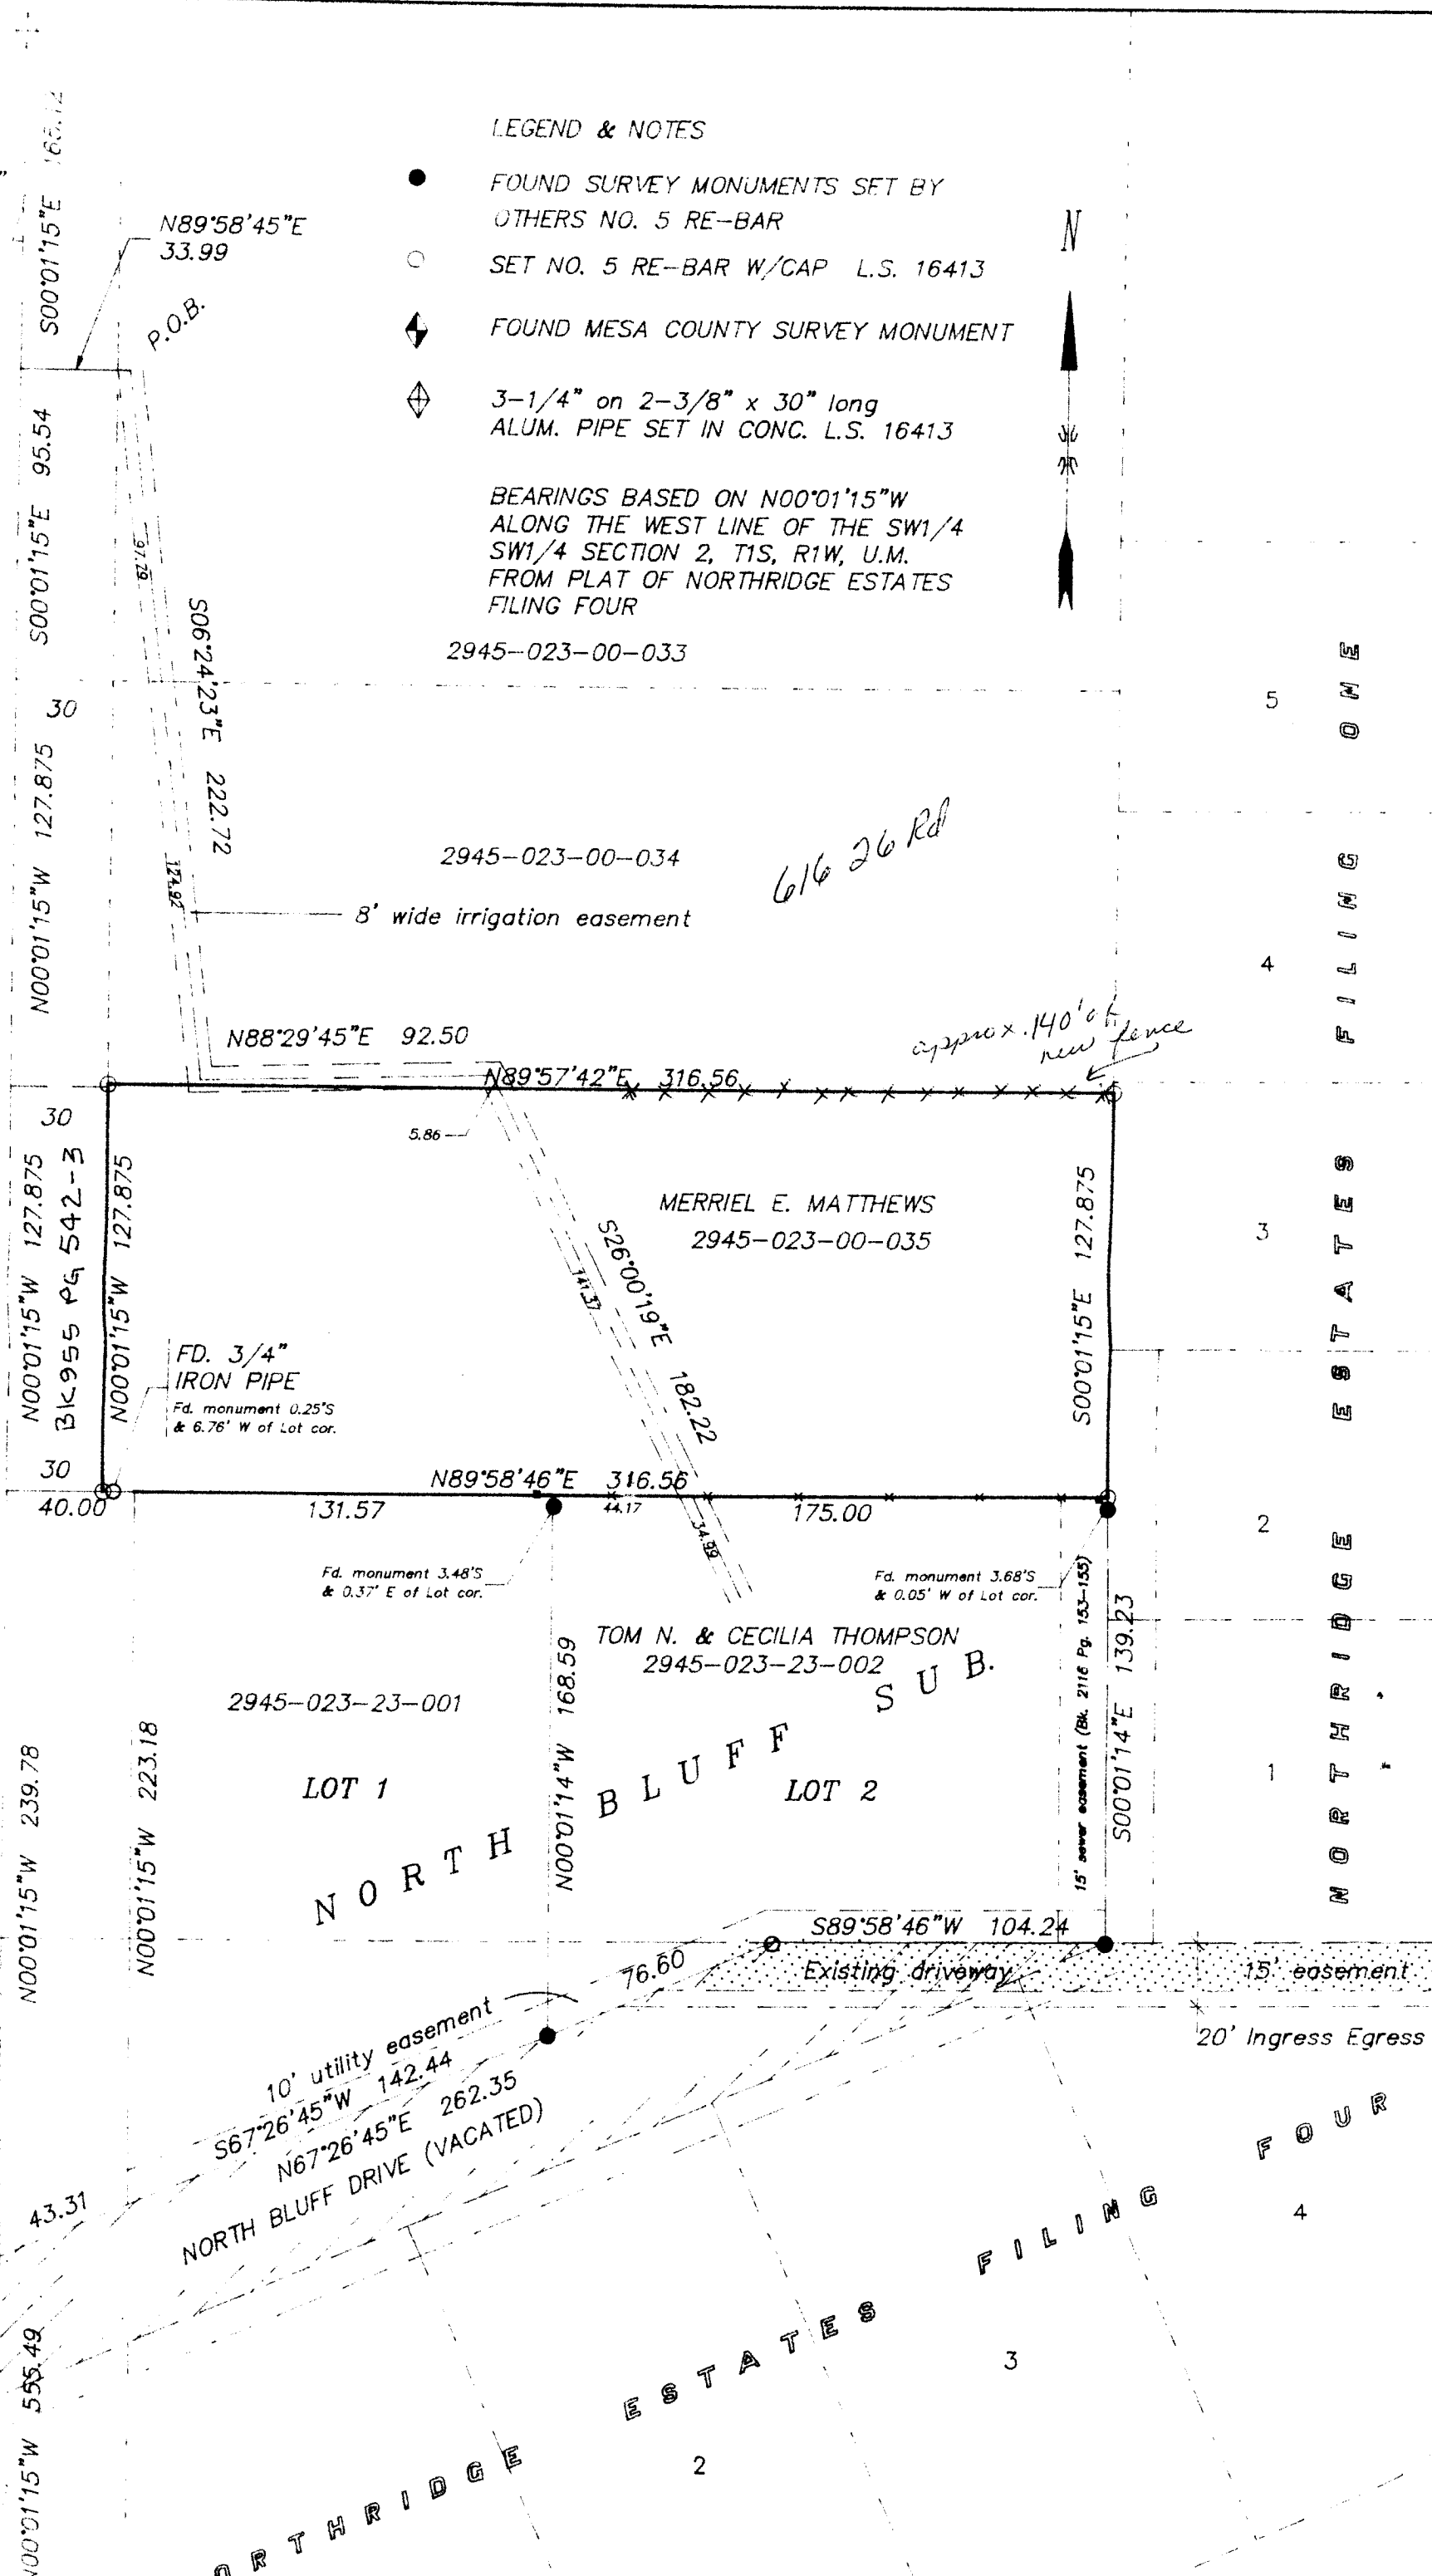 LEGEND & NOTES
FOUND SURVEY MONUMENTS SET BY
OTHERS NO. 5 RE-BAR
SET NO. 5 RE-BAR W/CAP L.S. 16413
FOUND MESA COUNTY SURVEY MONUMENT
3-1/4" on 2-3/8" x 30" long
ALUM. PIPE SET IN CONC. L.S. 16413
BEARINGS BASED ON N00°01'15"W
ALONG THE WEST LINE OF THE SW1/4
SW1/4 SECTION 2, T1S, R1W, U.M.
FROM PLAT OF NORTHRIDGE ESTATES
FILING FOUR
N
S00°01'15"E
N89°58'45"E
33.99
P.O.B.
S00°01'15"E 95.54
97.79
S06°24'23"E 222.72
2945-023-00-033
30
N00°01'15"W 127.875
124.92
2945-023-00-034
616 26 Rd
8' wide irrigation easement
N88°29'45"E 92.50
approx. 140' of
new fence
N89°57'42"E 316.56
5.86
30
N00°01'15"W 127.875
BK955 PG 542-3
N00°01'15"W 127.875
MERRIEL E. MATTHEWS
2945-023-00-035
S00°01'15"E 127.875
141.37
S26°00'19"E 182.22
FD. 3/4"
IRON PIPE
Fd. monument 0.25'S
& 6.76' W of Lot cor.
30
40.00
N89°58'46"E 316.56
131.57
44.17
175.00
34.99
Fd. monument 3.48'S
& 0.37' E of Lot cor.
Fd. monument 3.68'S
& 0.05' W of Lot cor.
TOM N. & CECILIA THOMPSON
2945-023-23-002
2945-023-23-001
N00°01'14"W 168.59
15' sewer easement (Bk. 2116 Pg. 153-155)
S00°01'14"E 139.23
N00°01'15"W 239.78
N00°01'15"W 223.18
LOT 1
LOT 2
NORTH BLUFF SUB.
S89°58'46"W 104.24
Existing driveway
15' easement
20' Ingress Egress
76.60
10' utility easement
S67°26'45"W 142.44
N67°26'45"E 262.35
NORTH BLUFF DRIVE (VACATED)
43.31
N00°01'15"W 555.49
5
4
3
2
1
NORTHRIDGE ESTATES FILING ONE
ORTHRIDGE ESTATES FILING FOUR
2
3
4